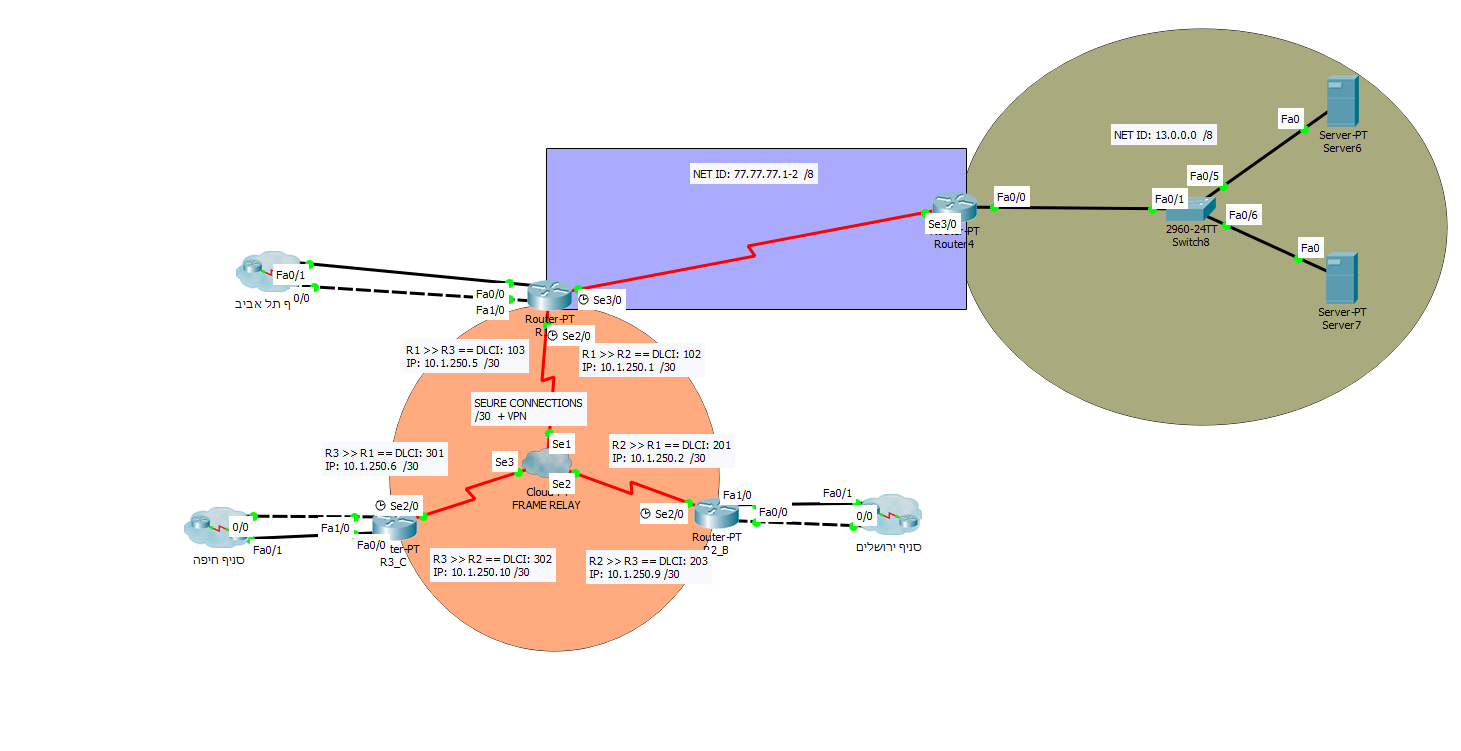 NET ID: 13.0.0.0 /8
Fa0
Server-PT
Server6
Fa0/5
Fa0/1
Fa0/6
2960-24TT
Switch8
Fa0
Server-PT
Server7
NET ID: 77.77.77.1-2 /8
Fa0/0
Se3/0
Router4
Fa0/1
0/0
ף תל אביב
Fa0/0
Fa1/0
Se3/0
Router-PT
Se2/0
R1 >> R3 == DLCI: 103
IP: 10.1.250.5 /30
R1 >> R2 == DLCI: 102
IP: 10.1.250.1 /30
SEURE CONNECTIONS
/30 + VPN
Se1
R2 >> R1 == DLCI: 201
IP: 10.1.250.2 /30
R3 >> R1 == DLCI: 301
IP: 10.1.250.6 /30
Se3
Se2
FRAME RELAY
Se2/0
0/0
Fa1/0
Fa0/1
Fa0/0
סניף חיפה
R3_C
Se2/0
Fa1/0
Fa0/0
Fa0/1
0/0
Router-PT
סניף ירושלים
R3 >> R2 == DLCI: 302
IP: 10.1.250.10 /30
R2 >> R3 == DLCI: 203
IP: 10.1.250.9 /30